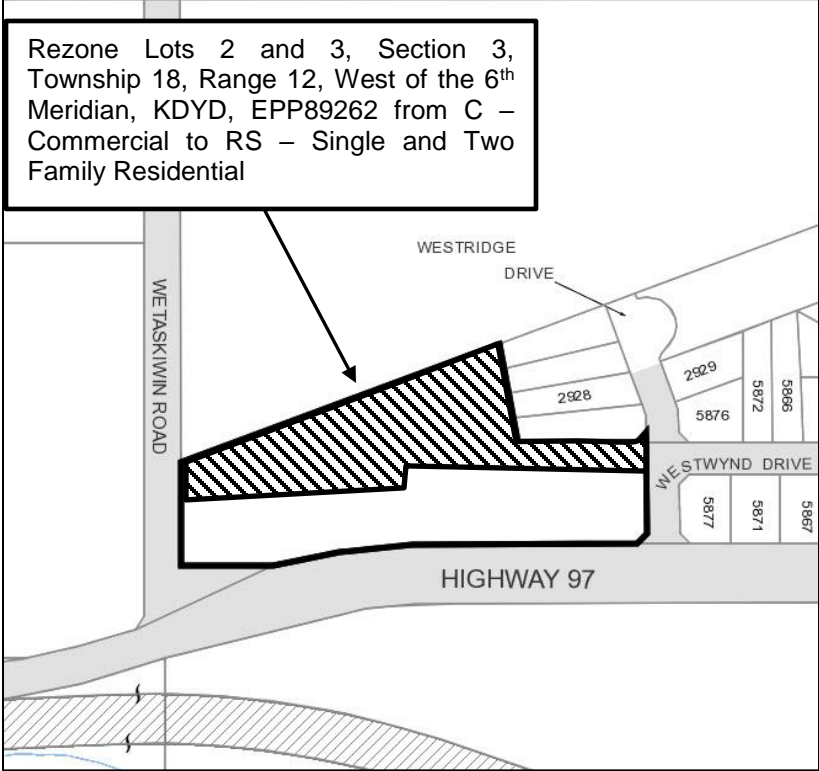 Rezone Lots 2 and 3, Section 3,
Township 18, Range 12, West of the 6th
Meridian, KDYD, EPP89262 from C –
Commercial to RS – Single and Two
Family Residential
WESTRIDGE
DRIVE
WETASKIWIN ROAD
2928
2929
5876
5872
5866
WESTWYND DRIVE
5877
5871
5867
HIGHWAY 97